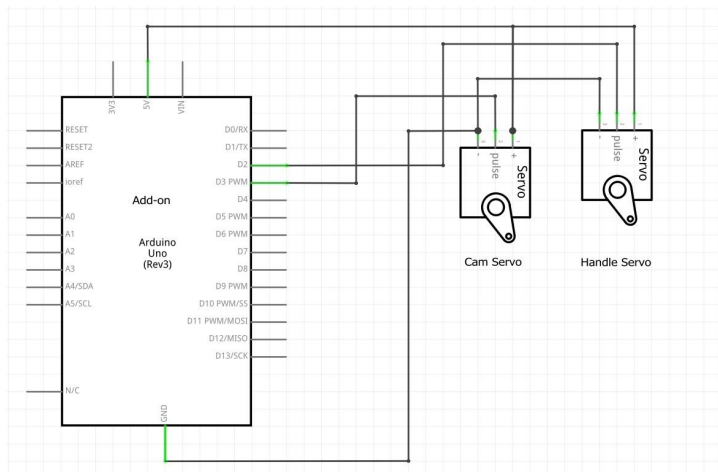 3V3
5V
VIN
RESET
RESET2
AREF
ioref
A0
A1
A2
A3
A4/SDA
A5/SCL
N/C
Add-on
Arduino
Uno
(Rev3)
D0/RX
D1/TX
D2
D3 PWM
D4
D5 PWM
D6 PWM
D7
D8
D9 PWM
D10 PWM/SS
D11 PWM/MOSI
D12/MISO
D13/SCK
GND
-
pulse
+
Servo
Cam Servo
-
pulse
+
Servo
Handle Servo